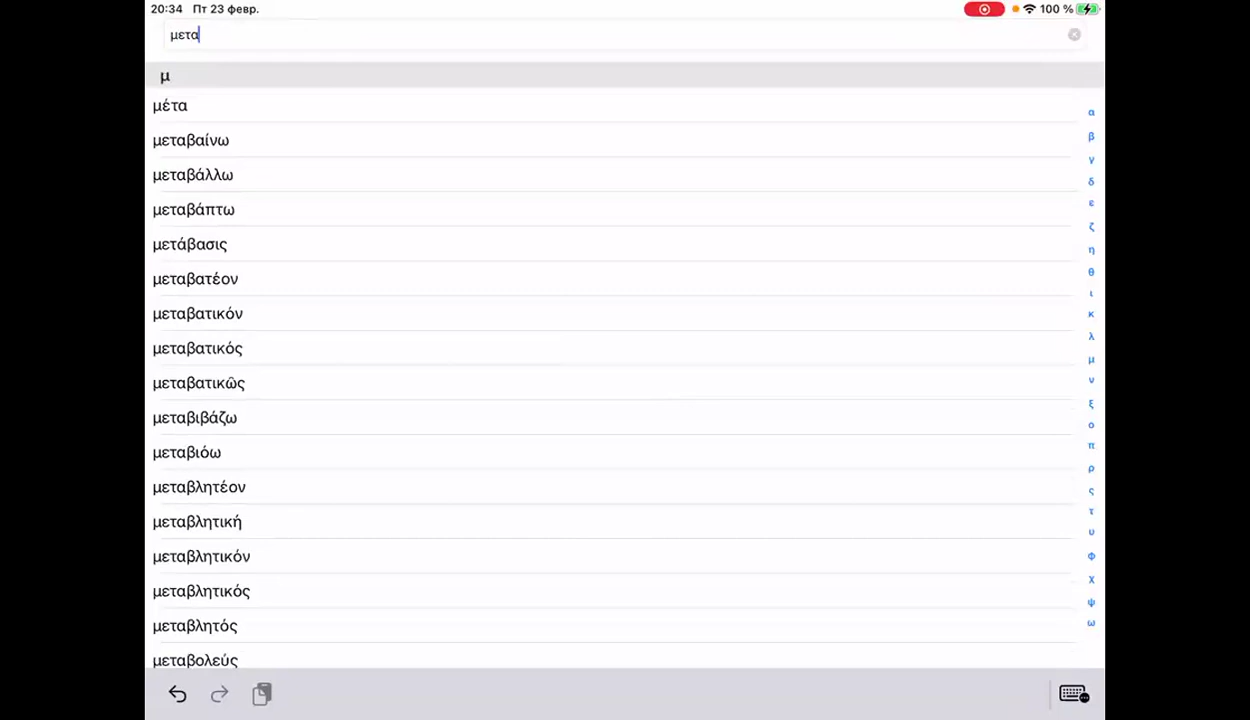 20:34 Пт 23 февр. 100 %
μετα
μ
μέτα
μεταβαίνω
μεταβάλλω
μεταβάπτω
μετάβασις
μεταβατέον
μεταβατικόν
μεταβατικός
μεταβατικῶς
μεταβιβάζω
μεταβιόω
μεταβλητέον
μεταβλητική
μεταβλητικόν
μεταβλητικός
μεταβλητός
μεταβολεύς
α
β
γ
δ
ε
ζ
η
θ
ι
κ
λ
μ
ν
ξ
ο
π
ρ
ς
τ
υ
φ
χ
ψ
ω